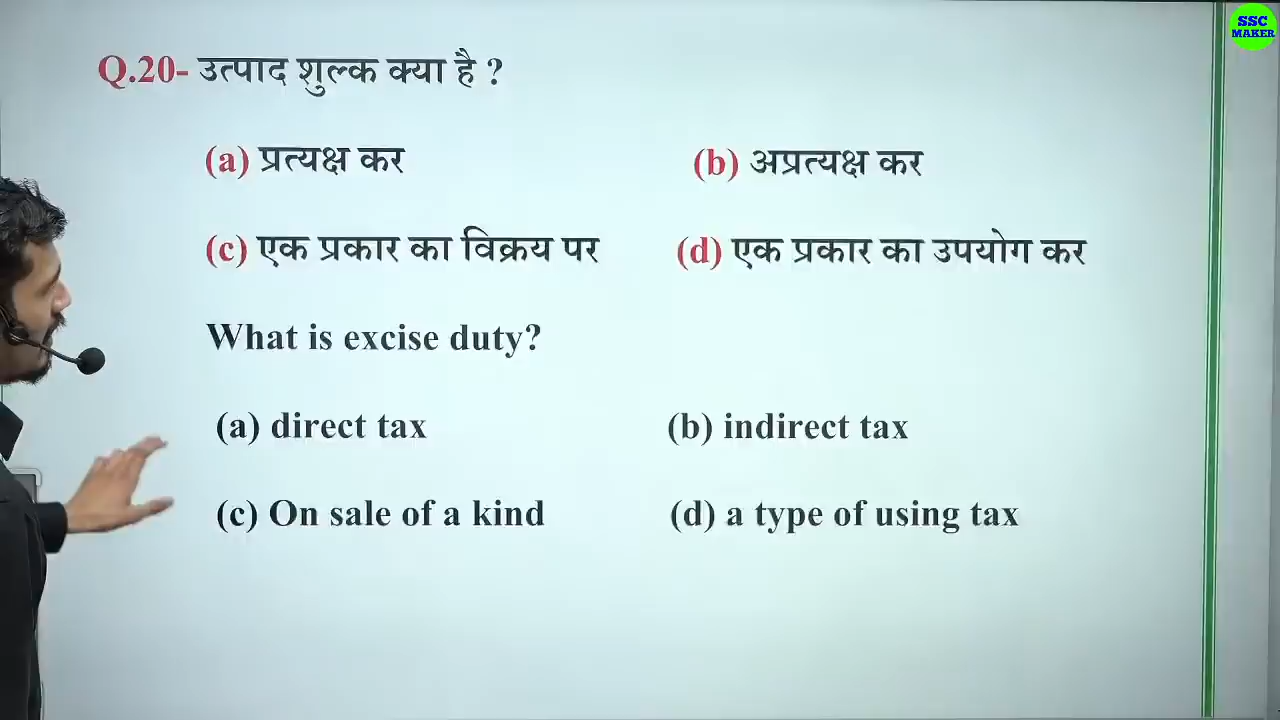 SSC
MAKER
Q.20- उत्पाद शुल्क क्या है ?
(a) प्रत्यक्ष कर (b) अप्रत्यक्ष कर
(c) एक प्रकार का विक्रय पर (d) एक प्रकार का उपयोग कर
What is excise duty?
(a) direct tax (b) indirect tax
(c) On sale of a kind (d) a type of using tax